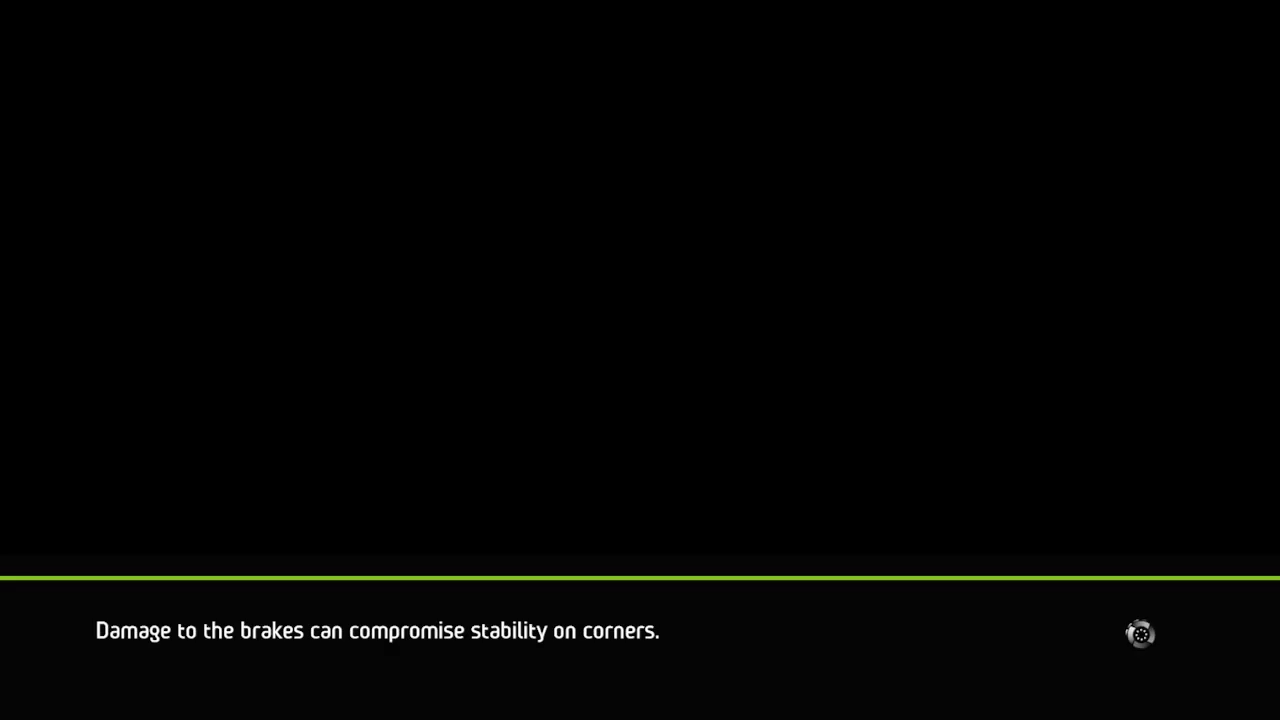 Damage to the brakes can compromise stability on corners.